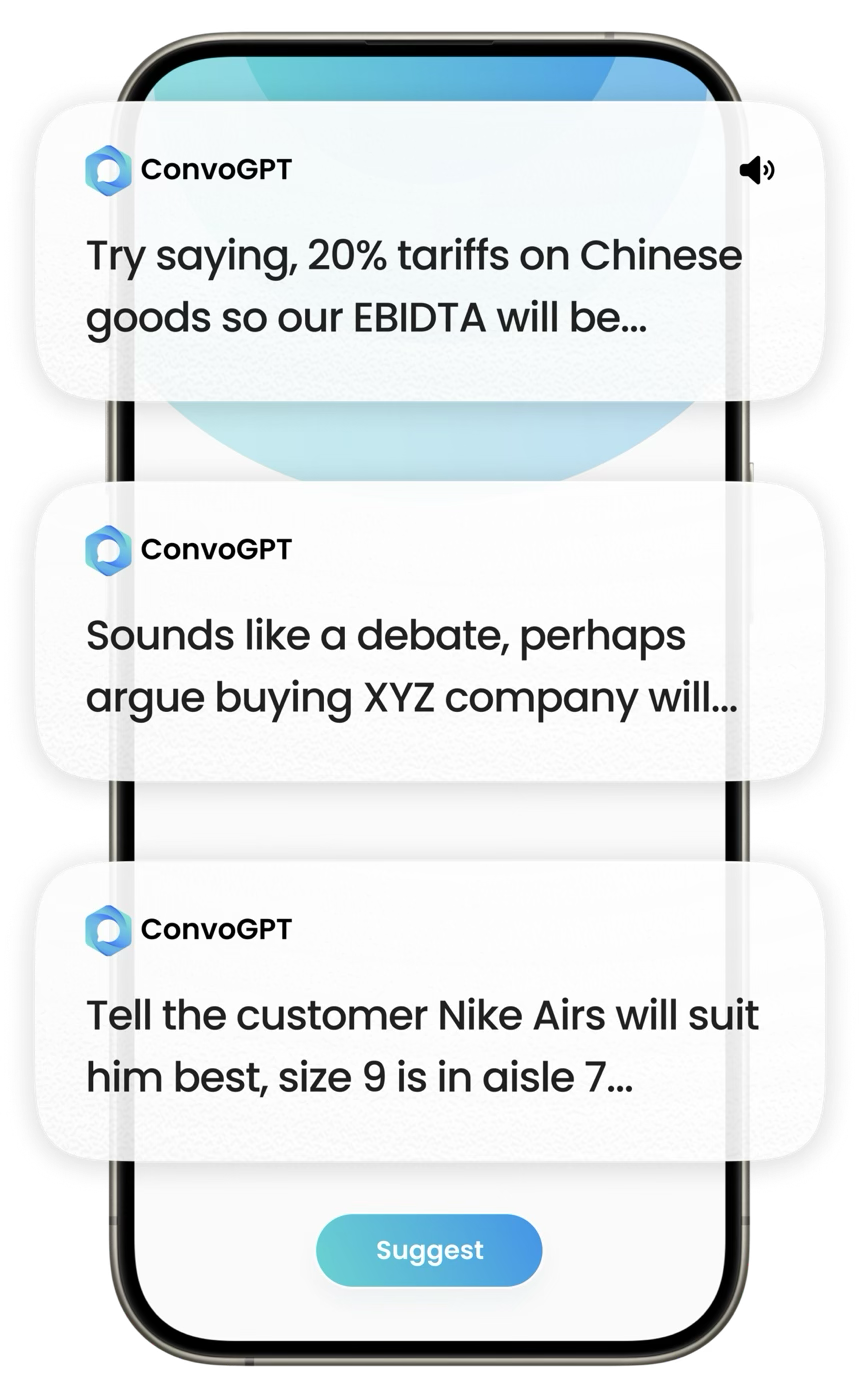 ConvoGPT
Try saying, 20% tariffs on Chinese
goods so our EBIDTA will be...
ConvoGPT
Sounds like a debate, perhaps
argue buying XYZ company will...
ConvoGPT
Tell the customer Nike Airs will suit
him best, size 9 is in aisle 7...
Suggest